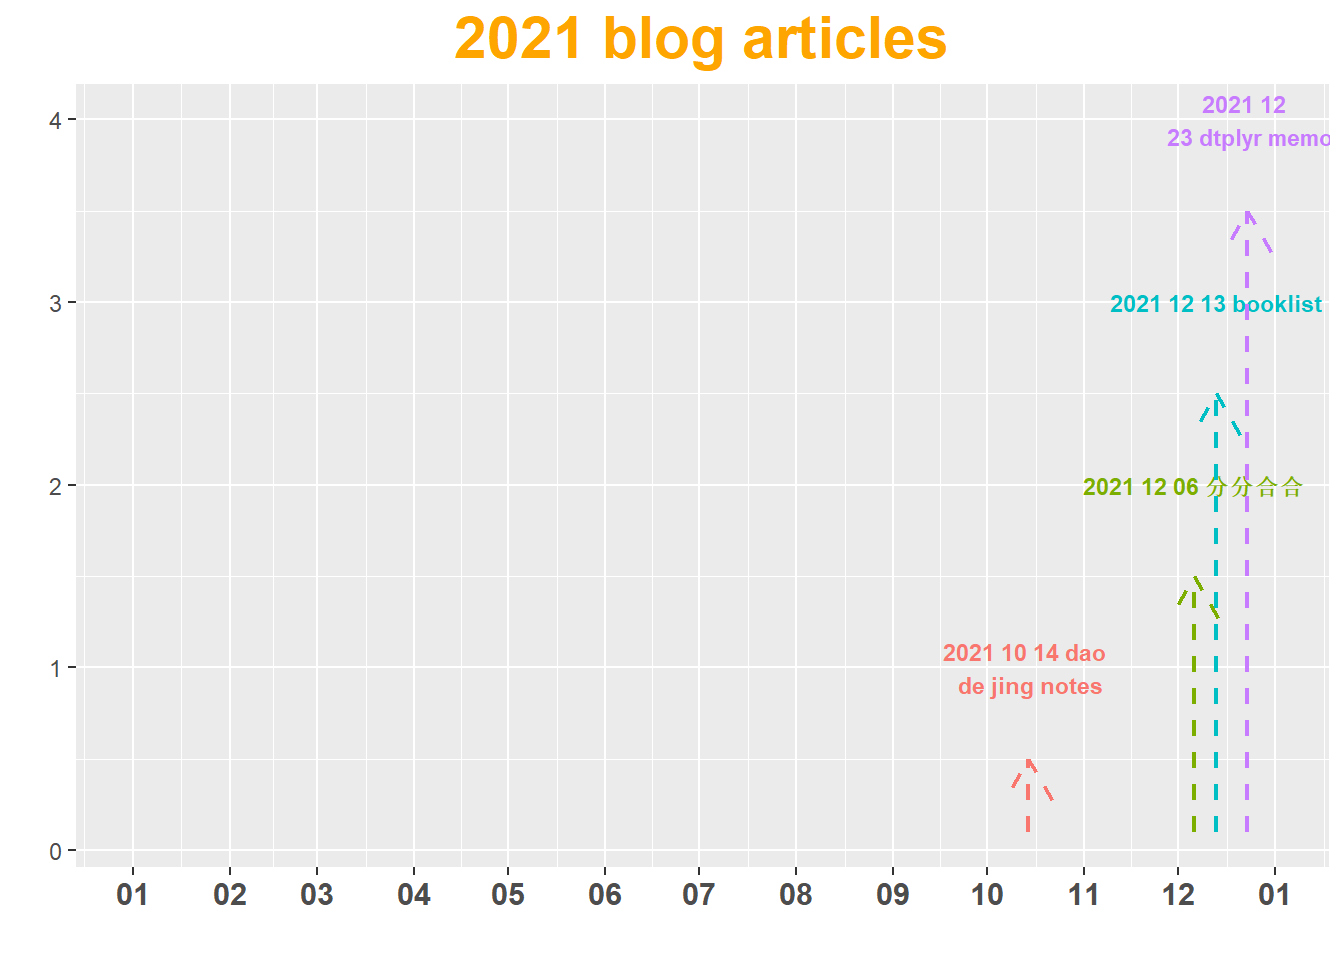 2021 blog articles
4
2021 12
23 dtplyr memo
3
2021 12 13 booklist
2
2021 12 06 分分合合
1
2021 10 14 dao
de jing notes
0
01 02 03 04 05 06 07 08 09 10 11 12 01